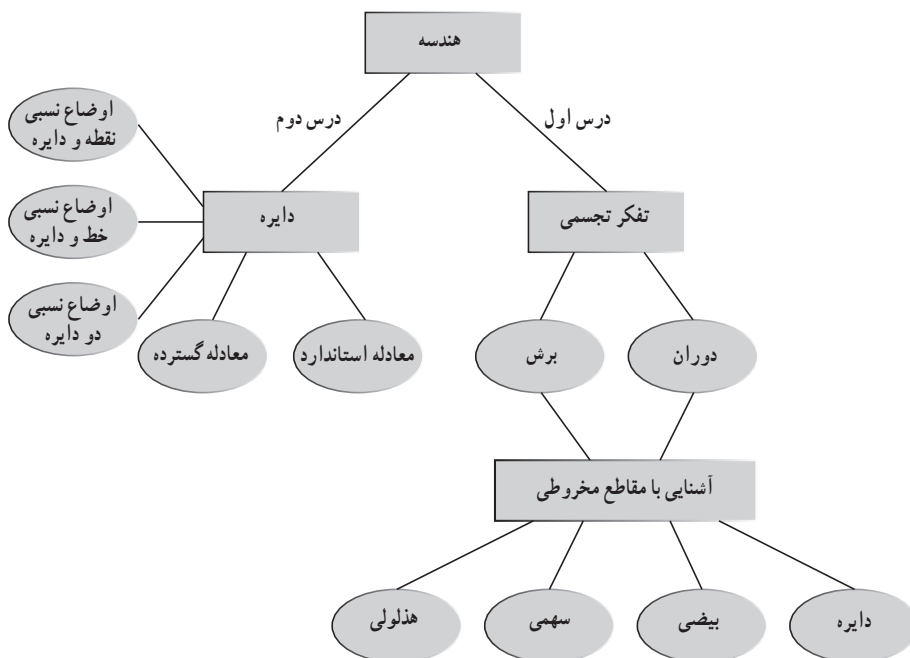 هندسه
درس اول
درس دوم
تفکر تجسمی
دایره
اوضاع نسبی
نقطه و دایره
اوضاع نسبی
خط و دایره
اوضاع نسبی
دو دایره
دوران
برش
معادله استاندارد
معادله گسترده
آشنایی با مقاطع مخروطی
دایره
بیضی
سهمی
هذلولی